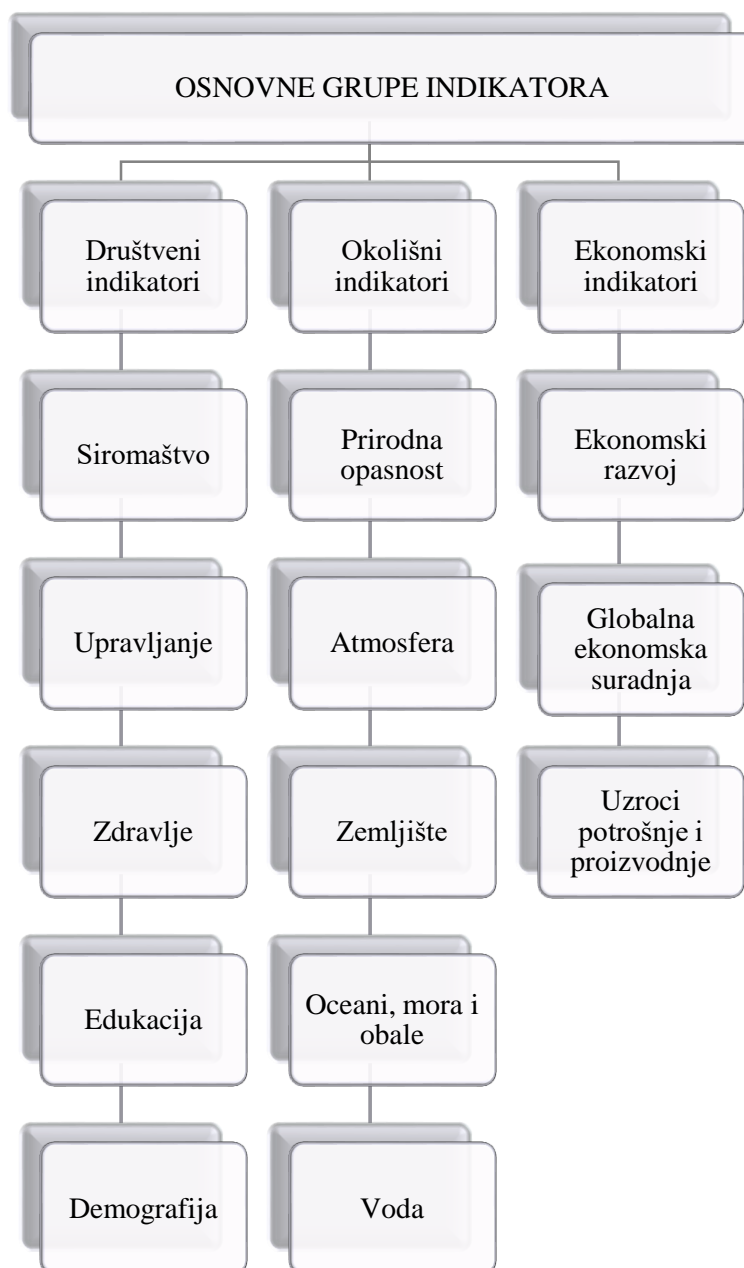 OSNOVNE GRUPE INDIKATORA
Društveni
indikatori
Siromaštvo
Upravljanje
Zdravlje
Edukacija
Demografija
Okolišni
indikatori
Prirodna
opasnost
Atmosfera
Zemljište
Oceani, mora i
obale
Voda
Ekonomski
indikatori
Ekonomski
razvoj
Globalna
ekonomska
suradnja
Uzroci
potrošnje i
proizvodnje